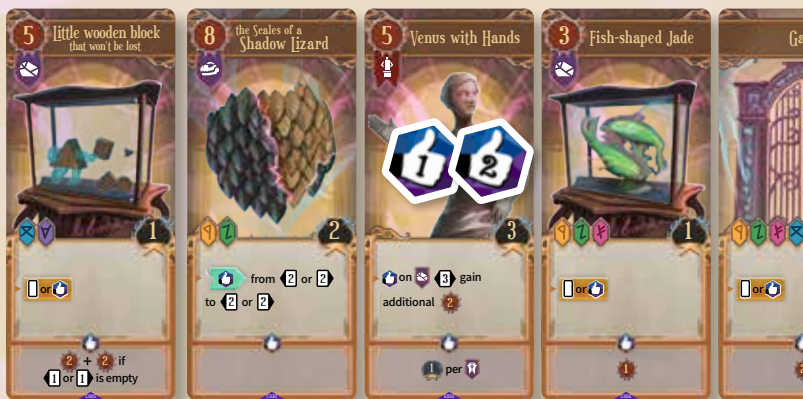 5 Little wooden block
that won't be lost
1
or
2 + 2 if
1 or 1 is empty
8 the Scales of a
Shadow Lizard
2
from 2 or 2
to 2 or 2
5 Venus with Hands
1 2
3
on 3 gain
additional 2
1 per
3 Fish-shaped Jade
1
or
1
Ga
or